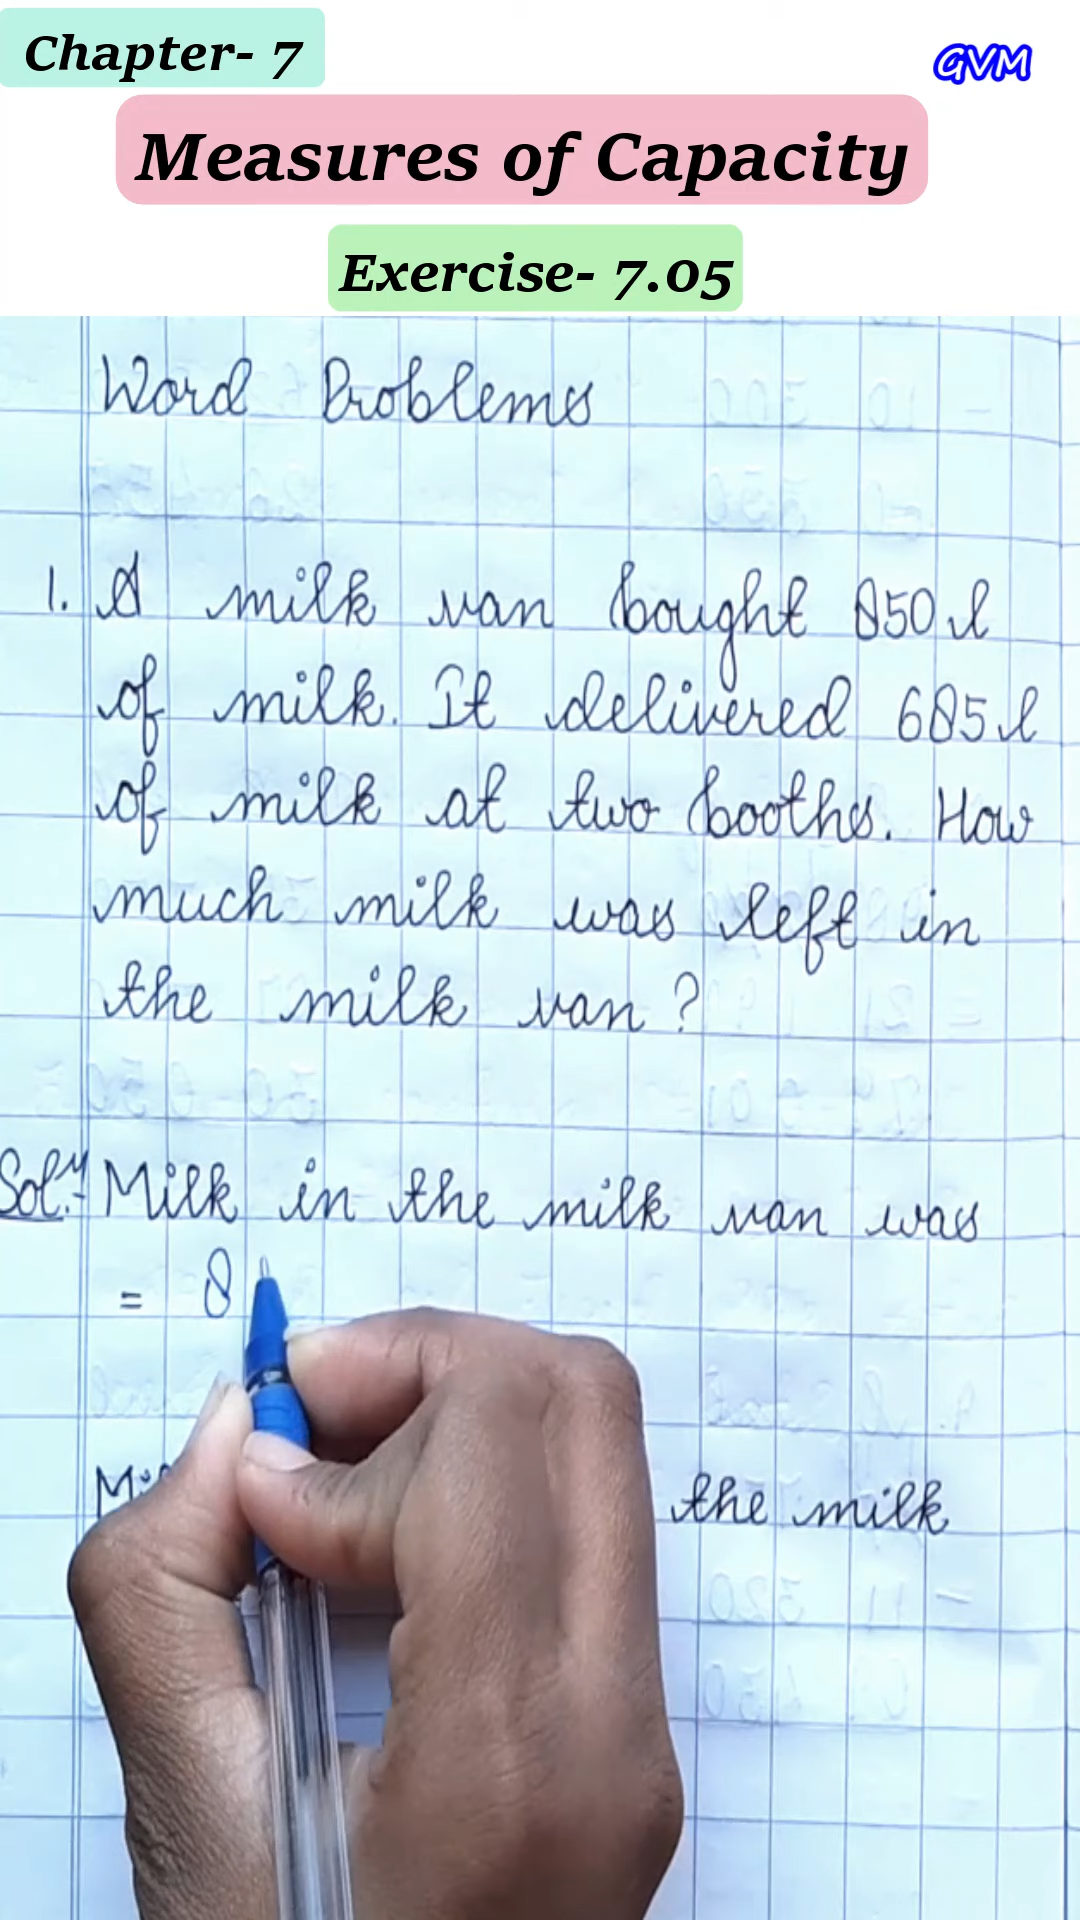 Chapter- 7
GVM
Measures of Capacity
Exercise- 7.05
Word Problems
1. A milk van bought 850 l
of milk. It delivered 685 l
of milk at two booths. How
much milk was left in
the milk van?
Solⁿ:- Milk in the milk van was
= 8
the milk